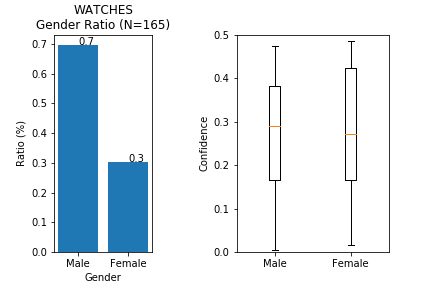 WATCHES
Gender Ratio (N=165)
Ratio (%)
0.7
0.6
0.5
0.4
0.3
0.2
0.1
0.0
0.7
0.3
Male
Female
Gender
Confidence
0.5
0.4
0.3
0.2
0.1
0.0
Male
Female